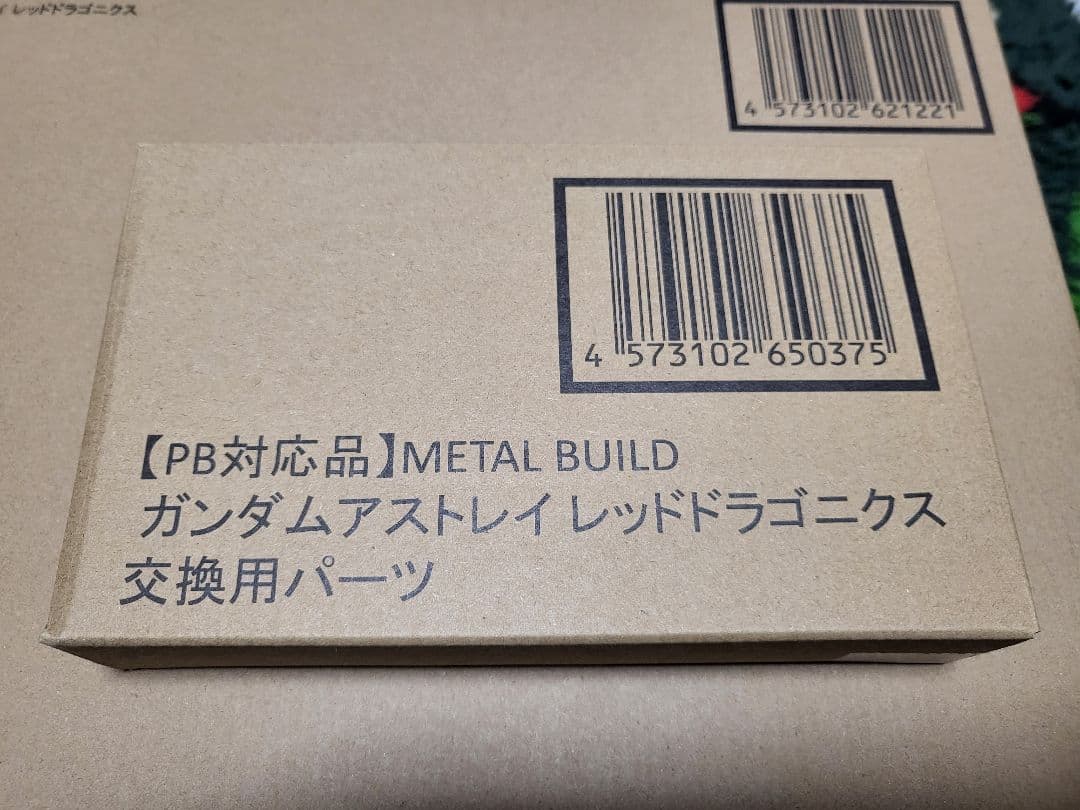 イ レッドドラゴニクス
4 573102 621221
4 573102 650375
【PB対応品】METAL BUILD
ガンダムアストレイ レッドドラゴニクス
交換用パーツ